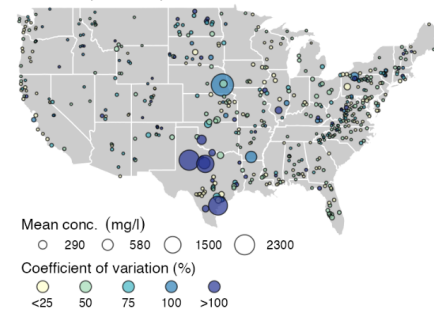 Mean conc. (mg/l)
290 580 1500 2300
Coefficient of variation (%)
<25 50 75 100 >100